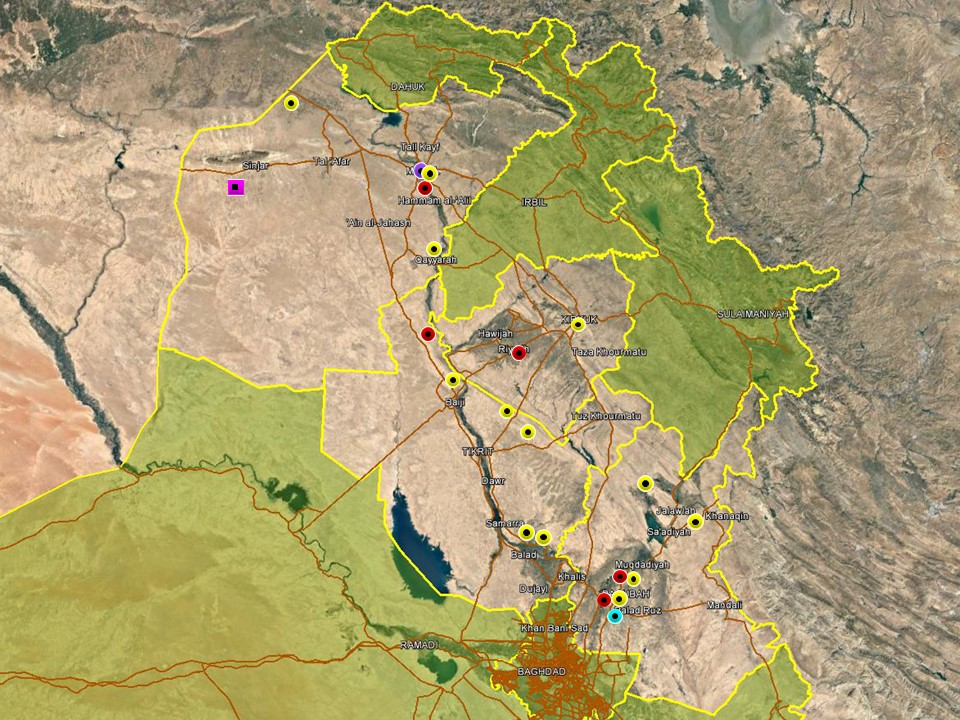 DAHUK
Tall Kayf
Sinjar
Tal 'Afar
Hammam al-'Alil
IRBIL
'Ain al-Jahash
Qayyarah
SULAIMANIYAH
Hawijah
Taza Khourmatu
Baiji
Tuz Khourmatu
TIKRIT
Dawr
Jalawlah
Khanaqin
Samarra
Sa'adiyah
Balad
Muqdadiyah
Khalis
Dujayl
Mandali
Balad Ruz
Khan Bani Sad
RAMADI
BAGHDAD